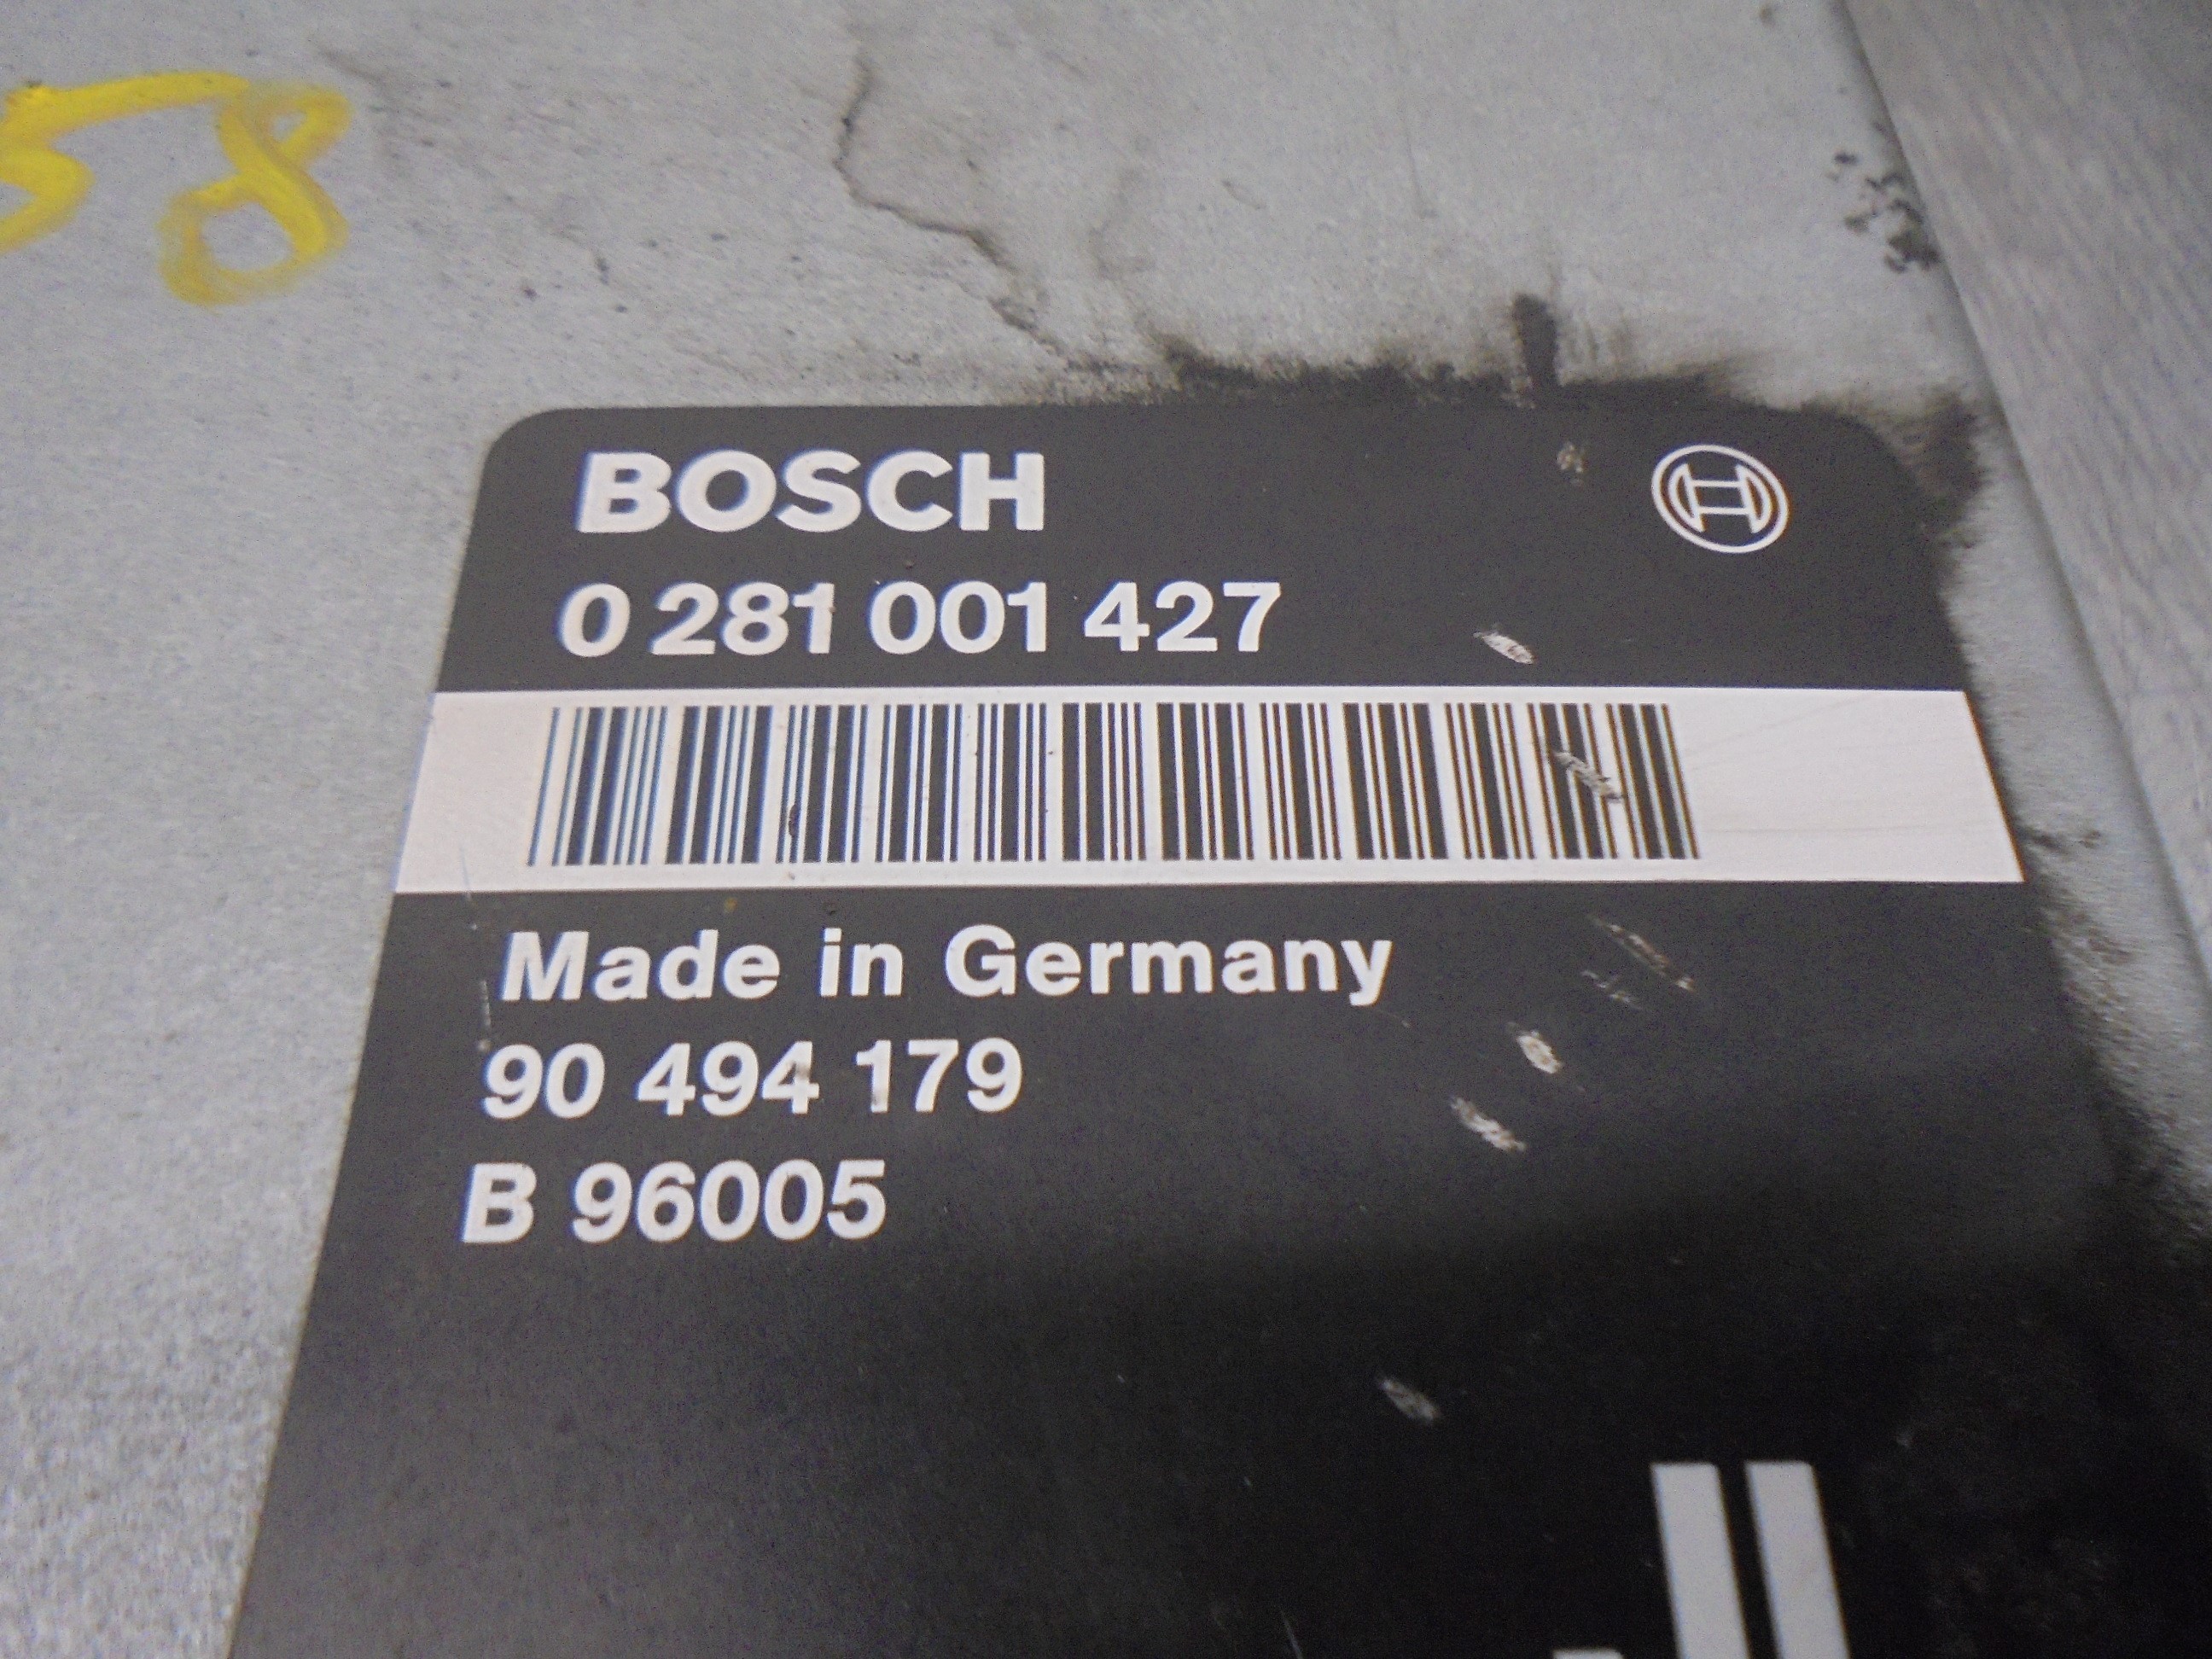 58
BOSCH
0 281 001 427
Made in Germany
90 494 179
B 96005